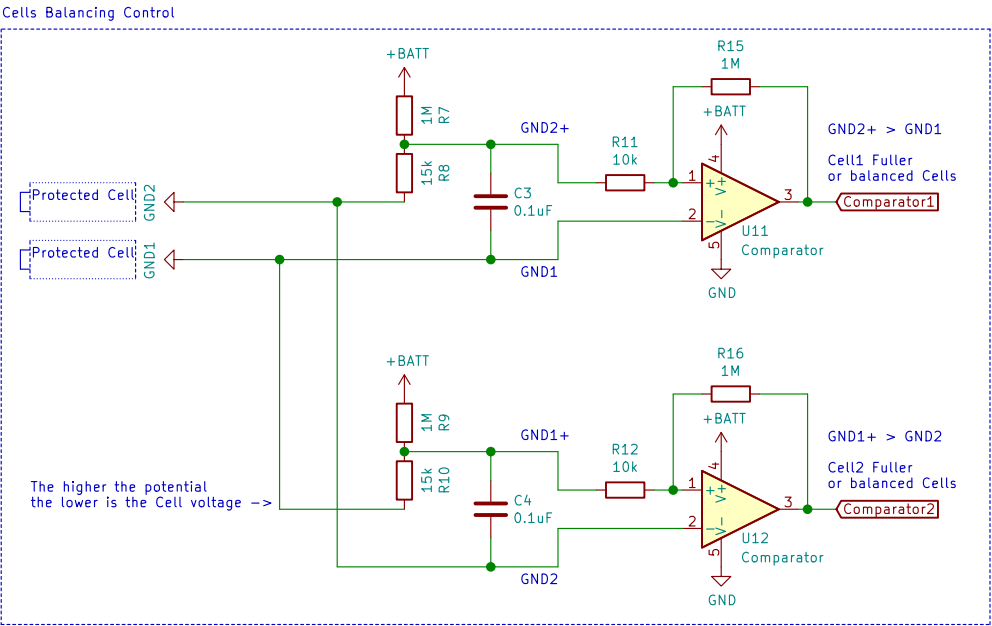 Cells Balancing Control
+BATT
1M
R7
15k
R8
GND2+
R11
10k
R15
1M
+BATT
4
1
+
V+
2
-
V-
5
3
U11
Comparator
GND
C3
0.1uF
GND1
GND2+ > GND1
Cell1 Fuller
or balanced Cells
Comparator1
Protected Cell
GND2
Protected Cell
GND1
+BATT
1M
R9
15k
R10
GND1+
R12
10k
R16
1M
+BATT
4
1
+
V+
2
-
V-
5
3
U12
Comparator
GND
C4
0.1uF
GND2
GND1+ > GND2
Cell2 Fuller
or balanced Cells
Comparator2
The higher the potential
the lower is the Cell voltage ->